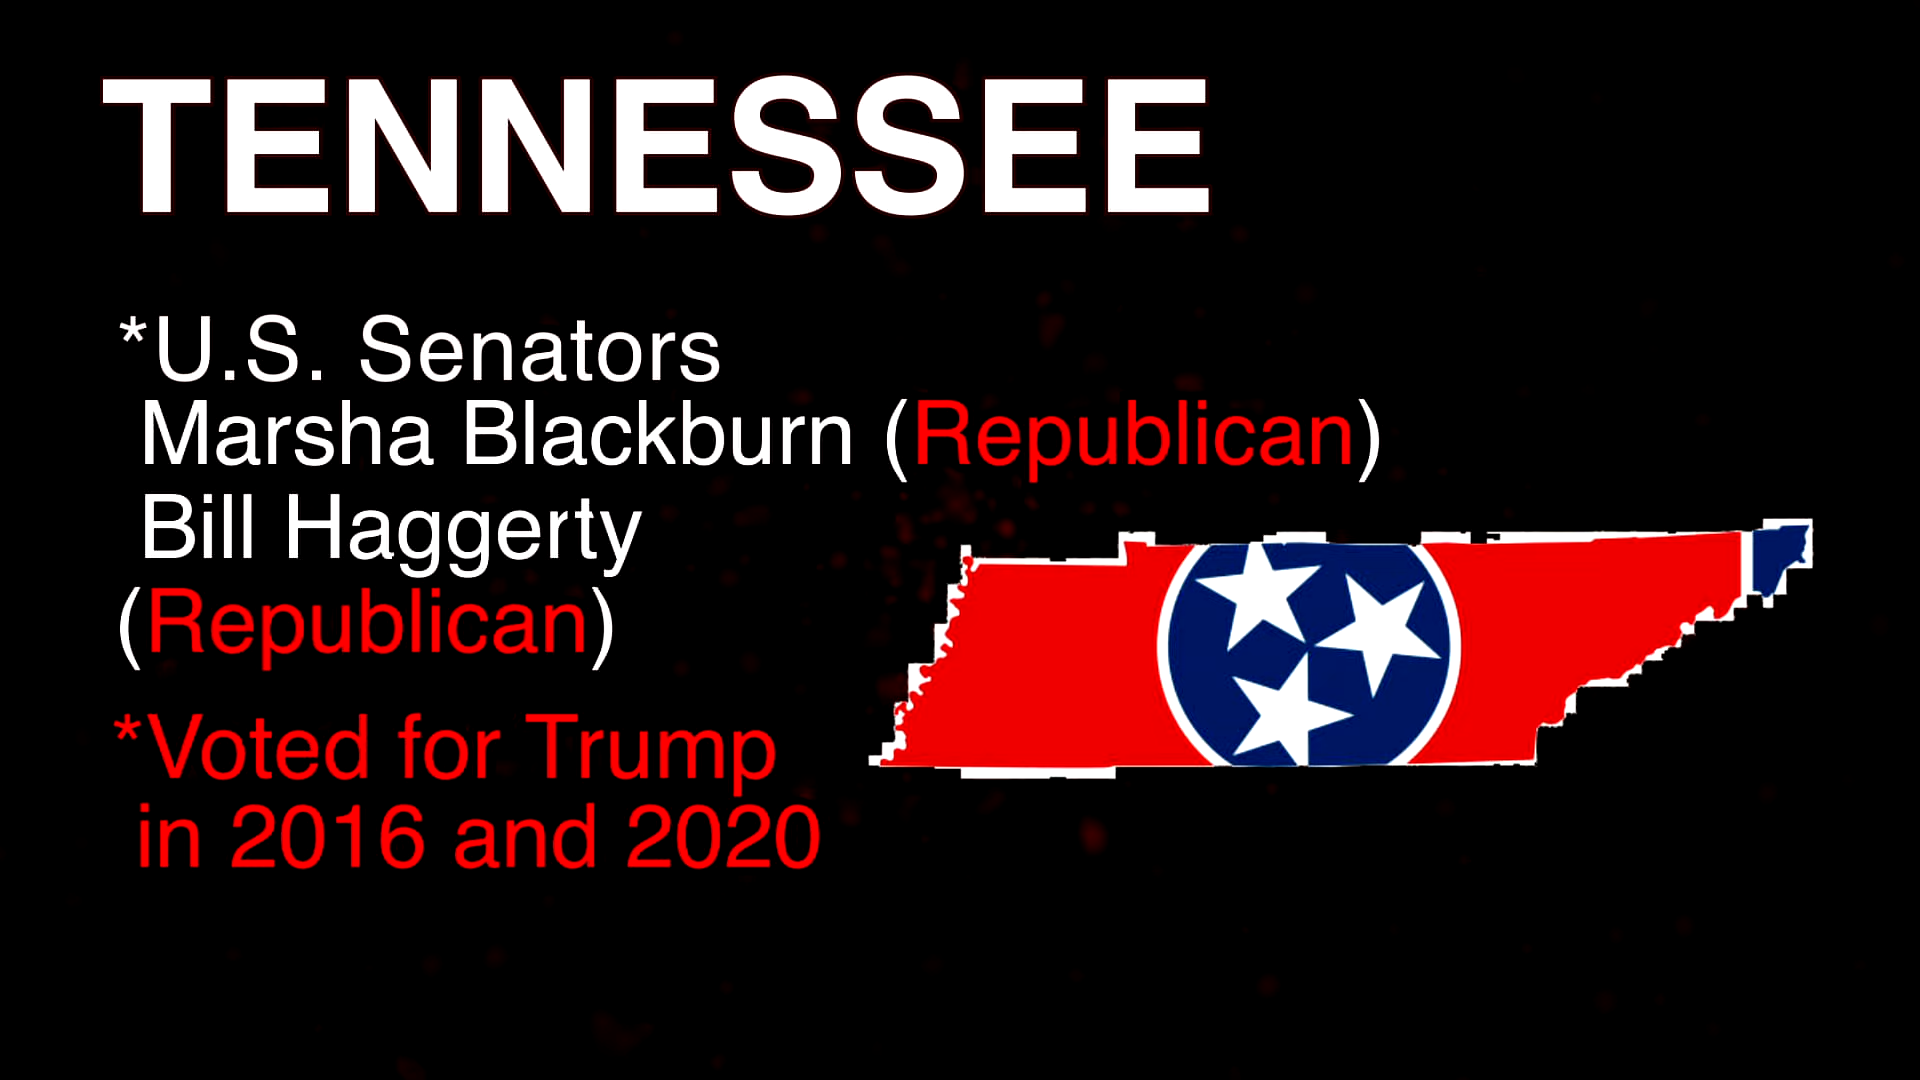 TENNESSEE
*U.S. Senators
Marsha Blackburn (Republican)
Bill Haggerty
(Republican)
*Voted for Trump
in 2016 and 2020